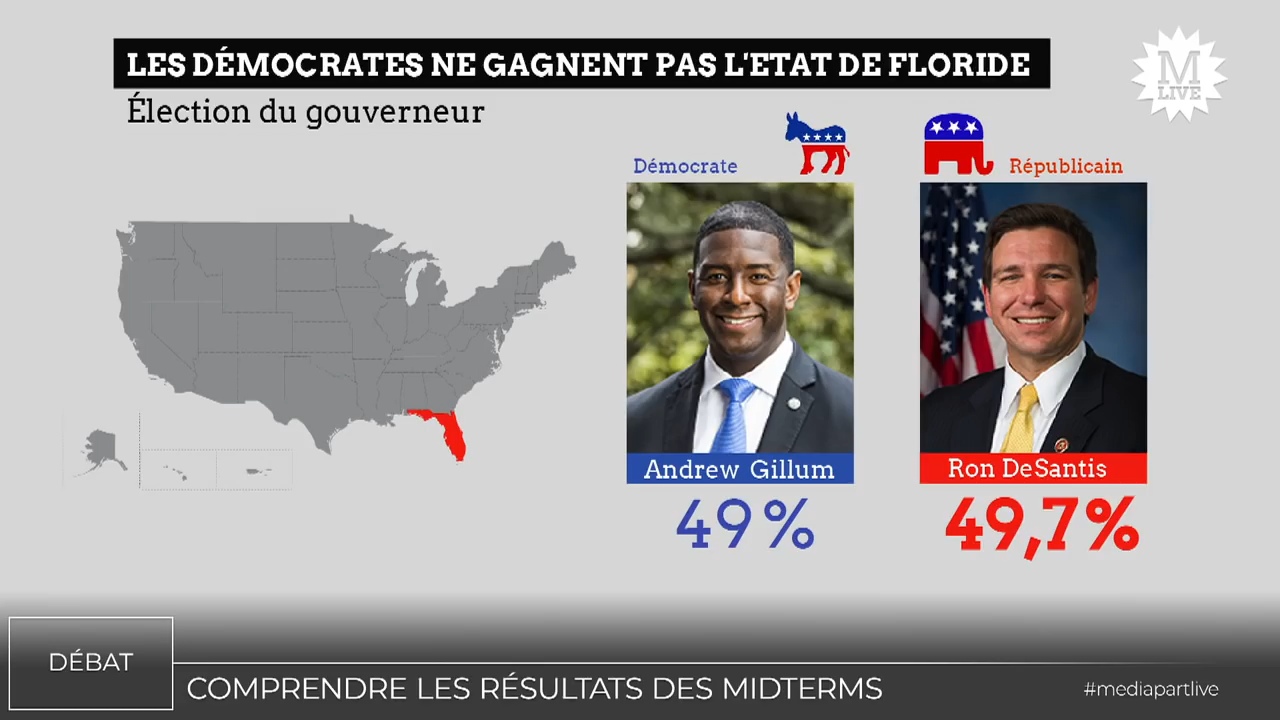 LES DÉMOCRATES NE GAGNENT PAS L'ETAT DE FLORIDE
Élection du gouverneur
M
LIVE
Démocrate
Républicain
Andrew Gillum
Ron DeSantis
49%
49,7%
DÉBAT
COMPRENDRE LES RÉSULTATS DES MIDTERMS
#mediapartlive